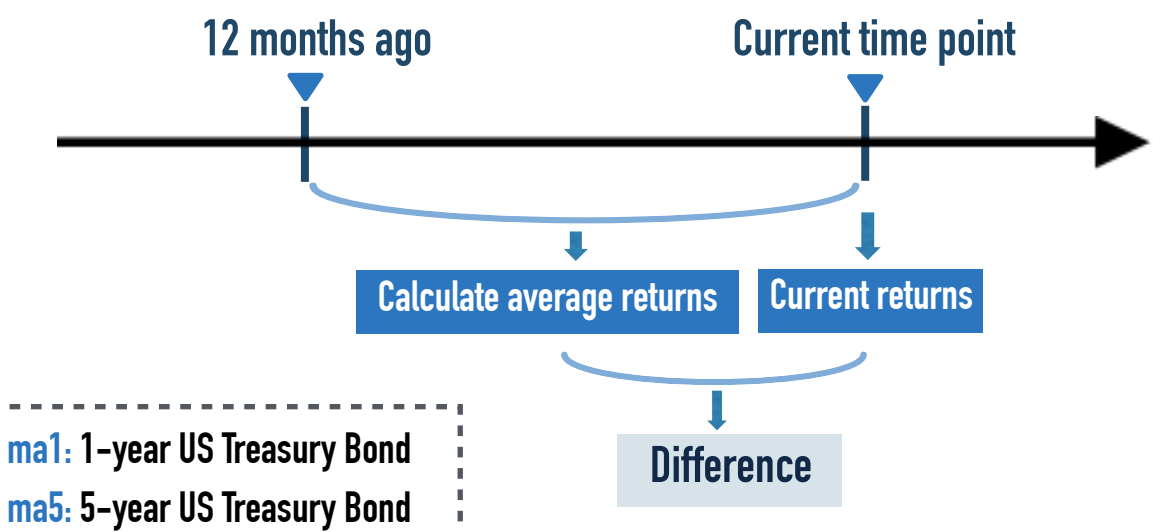 12 months ago
Current time point
Calculate average returns
Current returns
Difference
ma1: 1-year US Treasury Bond
ma5: 5-year US Treasury Bond